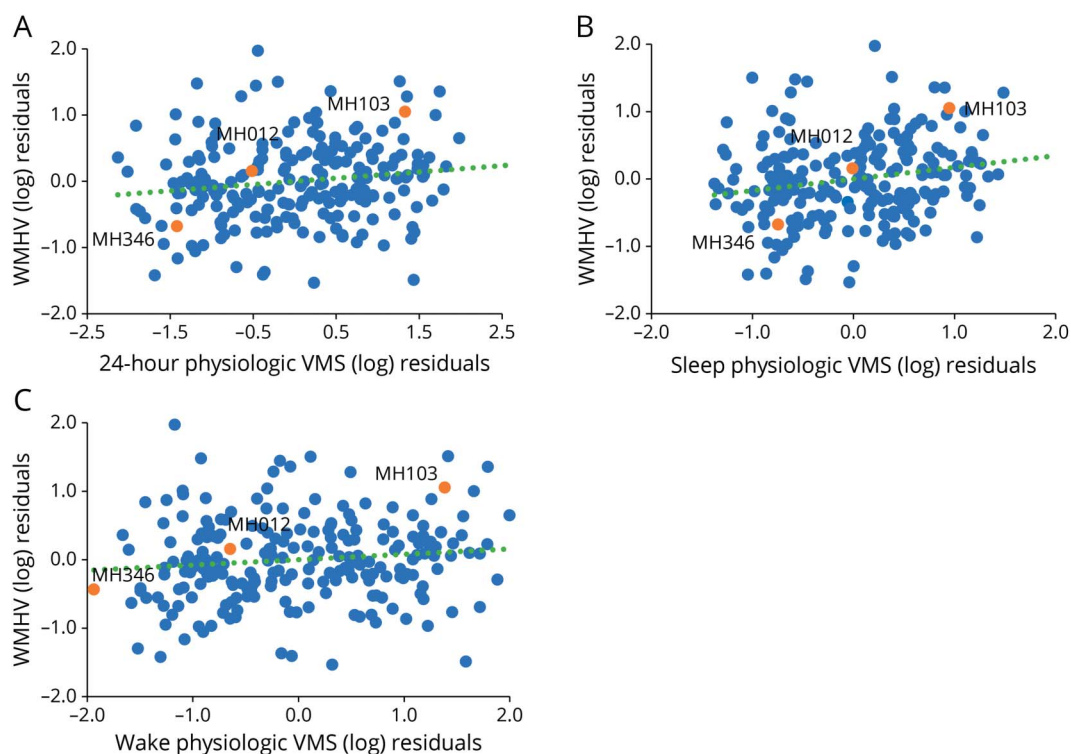 A
WMHV (log) residuals
2.0
1.0
0.0
−1.0
−2.0
MH103
MH012
MH346
−2.5
−1.5
−0.5
0.5
1.5
2.5
24-hour physiologic VMS (log) residuals
B
WMHV (log) residuals
2.0
1.0
0.0
−1.0
−2.0
MH103
MH012
MH346
−2.0
−1.0
0.0
1.0
2.0
Sleep physiologic VMS (log) residuals
C
WMHV (log) residuals
2.0
1.0
0.0
−1.0
−2.0
MH103
MH012
MH346
−2.0
−1.0
0.0
1.0
2.0
Wake physiologic VMS (log) residuals